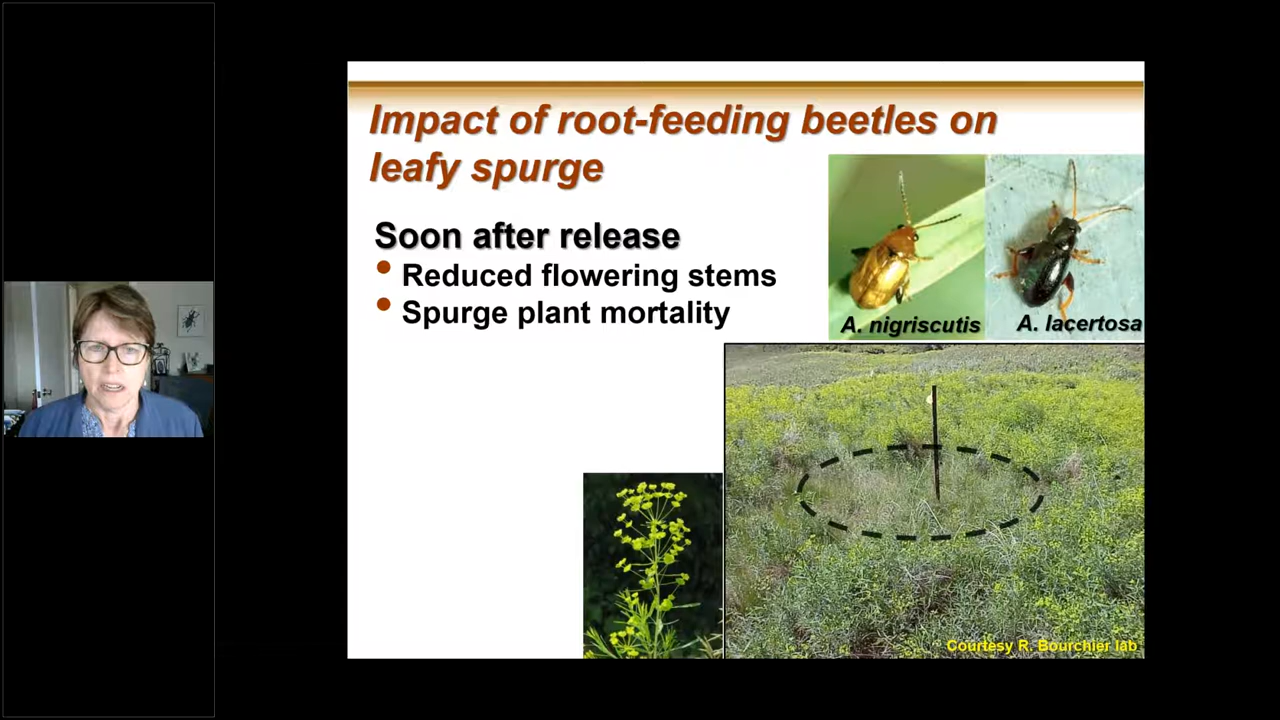 Impact of root-feeding beetles on
leafy spurge
Soon after release
• Reduced flowering stems
• Spurge plant mortality
A. nigriscutis
A. lacertosa
Courtesy R. Bourchier lab